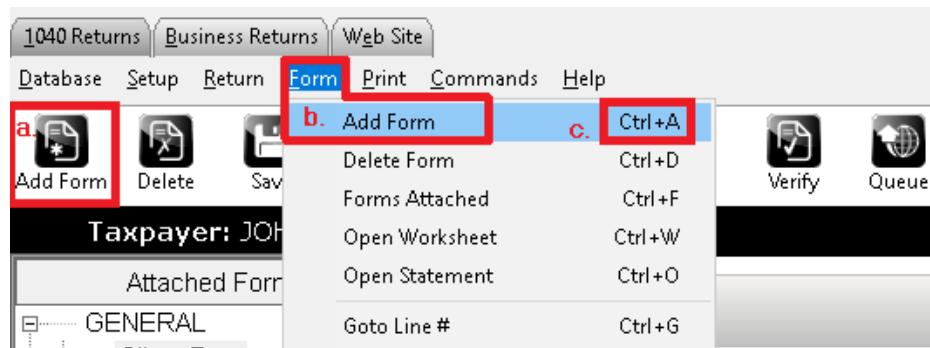 1040 Returns Business Returns Web Site
Database Setup Return Form Print Commands Help
a.
Add Form Delete Sav
b. Add Form c. Ctrl+A
Delete Form Ctrl+D
Forms Attached Ctrl+F
Open Worksheet Ctrl+W
Open Statement Ctrl+O
Goto Line # Ctrl+G
Verify Queue
Taxpayer: JOH
Attached Forr
GENERAL